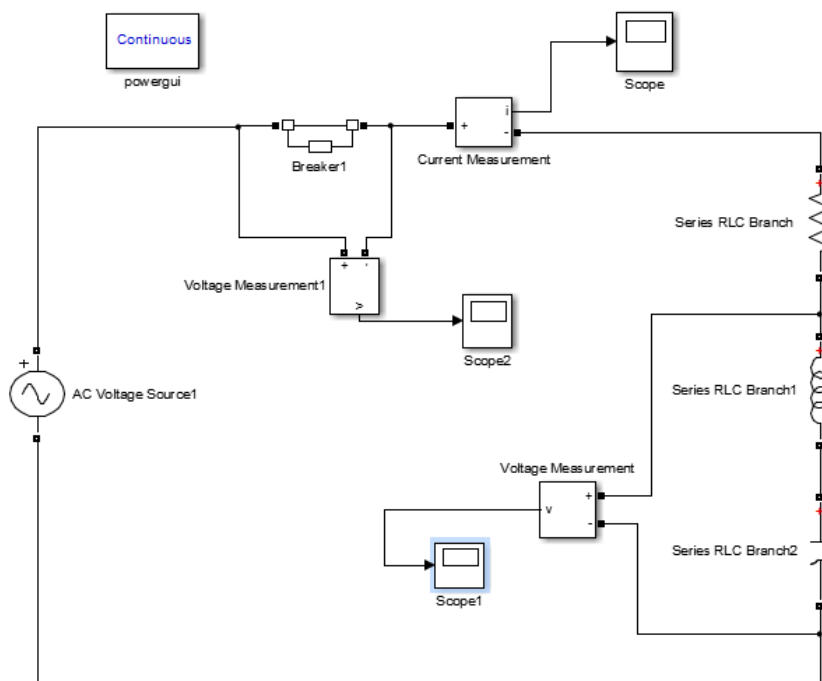 Continuous
powergui
Scope
i
+
-
Current Measurement
Breaker1
Series RLC Branch
+ -
Voltage Measurement1
v
Scope2
+
AC Voltage Source1
Series RLC Branch1
Voltage Measurement
+
v
-
Series RLC Branch2
Scope1